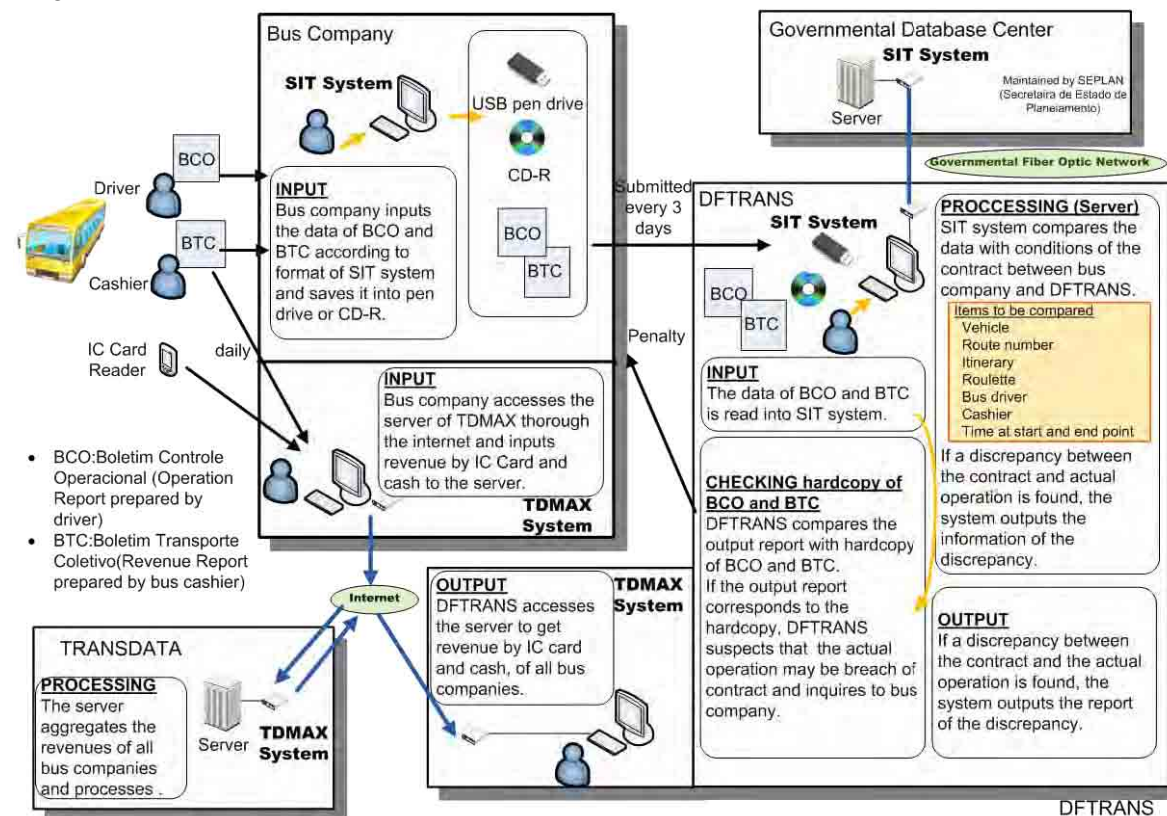 Bus Company
SIT System
USB pen drive
CD-R
BCO
BTC
INPUT
Bus company inputs
the data of BCO and
BTC according to
format of SIT system
and saves it into pen
drive or CD-R.
BCO
Driver
BTC
Cashier
IC Card
Reader
daily
INPUT
Bus company accesses the
server of TDMAX thorough
the internet and inputs
revenue by IC Card and
cash to the server.
TDMAX
System
• BCO:Boletim Controle
Operacional (Operation
Report prepared by
driver)
• BTC:Boletim Transporte
Coletivo(Revenue Report
prepared by bus cashier)
Internet
TRANSDATA
PROCESSING
The server
aggregates the
revenues of all
bus companies
and processes .
Server
TDMAX
System
OUTPUT
DFTRANS accesses
the server to get
revenue by IC card
and cash, of all bus
companies.
TDMAX
System
Submitted
every 3
days
Penalty
Governmental Database Center
SIT System
Server
Maintained by SEPLAN
(Secretaira de Estado de
Planeiamento)
Governmental Fiber Optic Network
DFTRANS
SIT System
BCO
BTC
INPUT
The data of BCO and BTC
is read into SIT system.
CHECKING hardcopy of
BCO and BTC
DFTRANS compares the
output report with hardcopy
of BCO and BTC.
If the output report
corresponds to the
hardcopy, DFTRANS
suspects that the actual
operation may be breach of
contract and inquires to bus
company.
PROCCESSING (Server)
SIT system compares the
data with conditions of the
contract between bus
company and DFTRANS.
Items to be compared
Vehicle
Route number
Itinerary
Roulette
Bus driver
Cashier
Time at start and end point
If a discrepancy between
the contract and actual
operation is found, the
system outputs the
information of the
discrepancy.
OUTPUT
If a discrepancy between
the contract and the actual
operation is found, the
system outputs the report
of the discrepancy.
DFTRANS